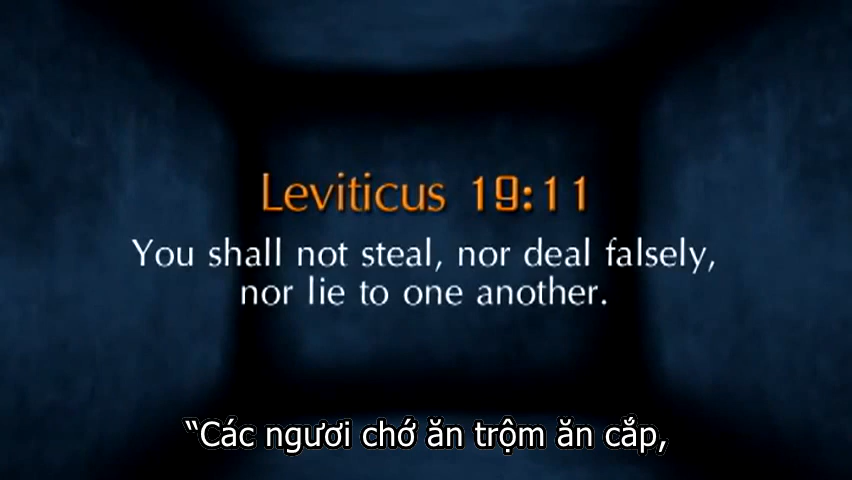 Leviticus 19:11
You shall not steal, nor deal falsely,
nor lie to one another.
“Các ngươi chớ ăn trộm ăn cắp,